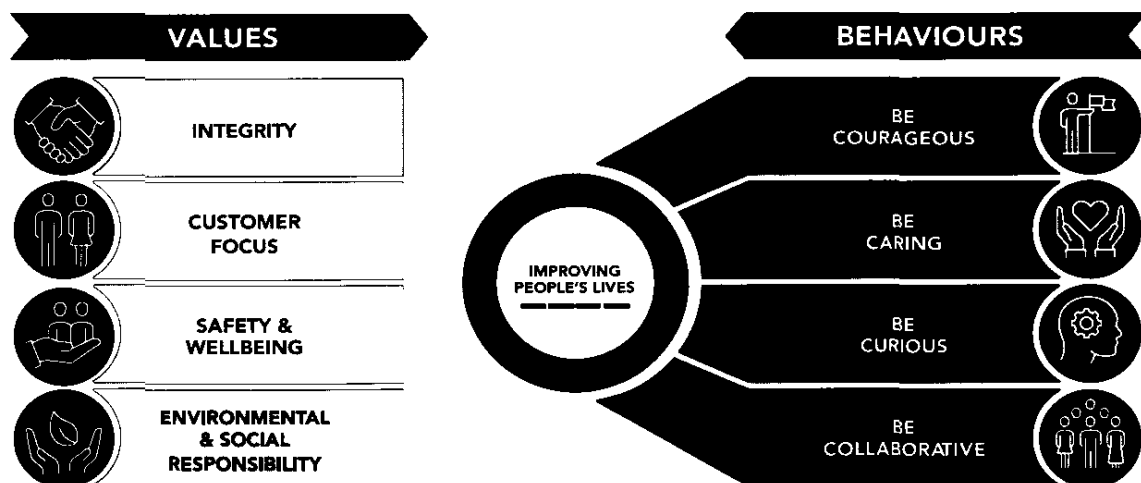 VALUES
INTEGRITY
CUSTOMER
FOCUS
SAFETY &
WELLBEING
ENVIRONMENTAL
& SOCIAL
RESPONSIBILITY
IMPROVING
PEOPLE'S LIVES
BEHAVIOURS
BE
COURAGEOUS
BE
CARING
BE
CURIOUS
BE
COLLABORATIVE